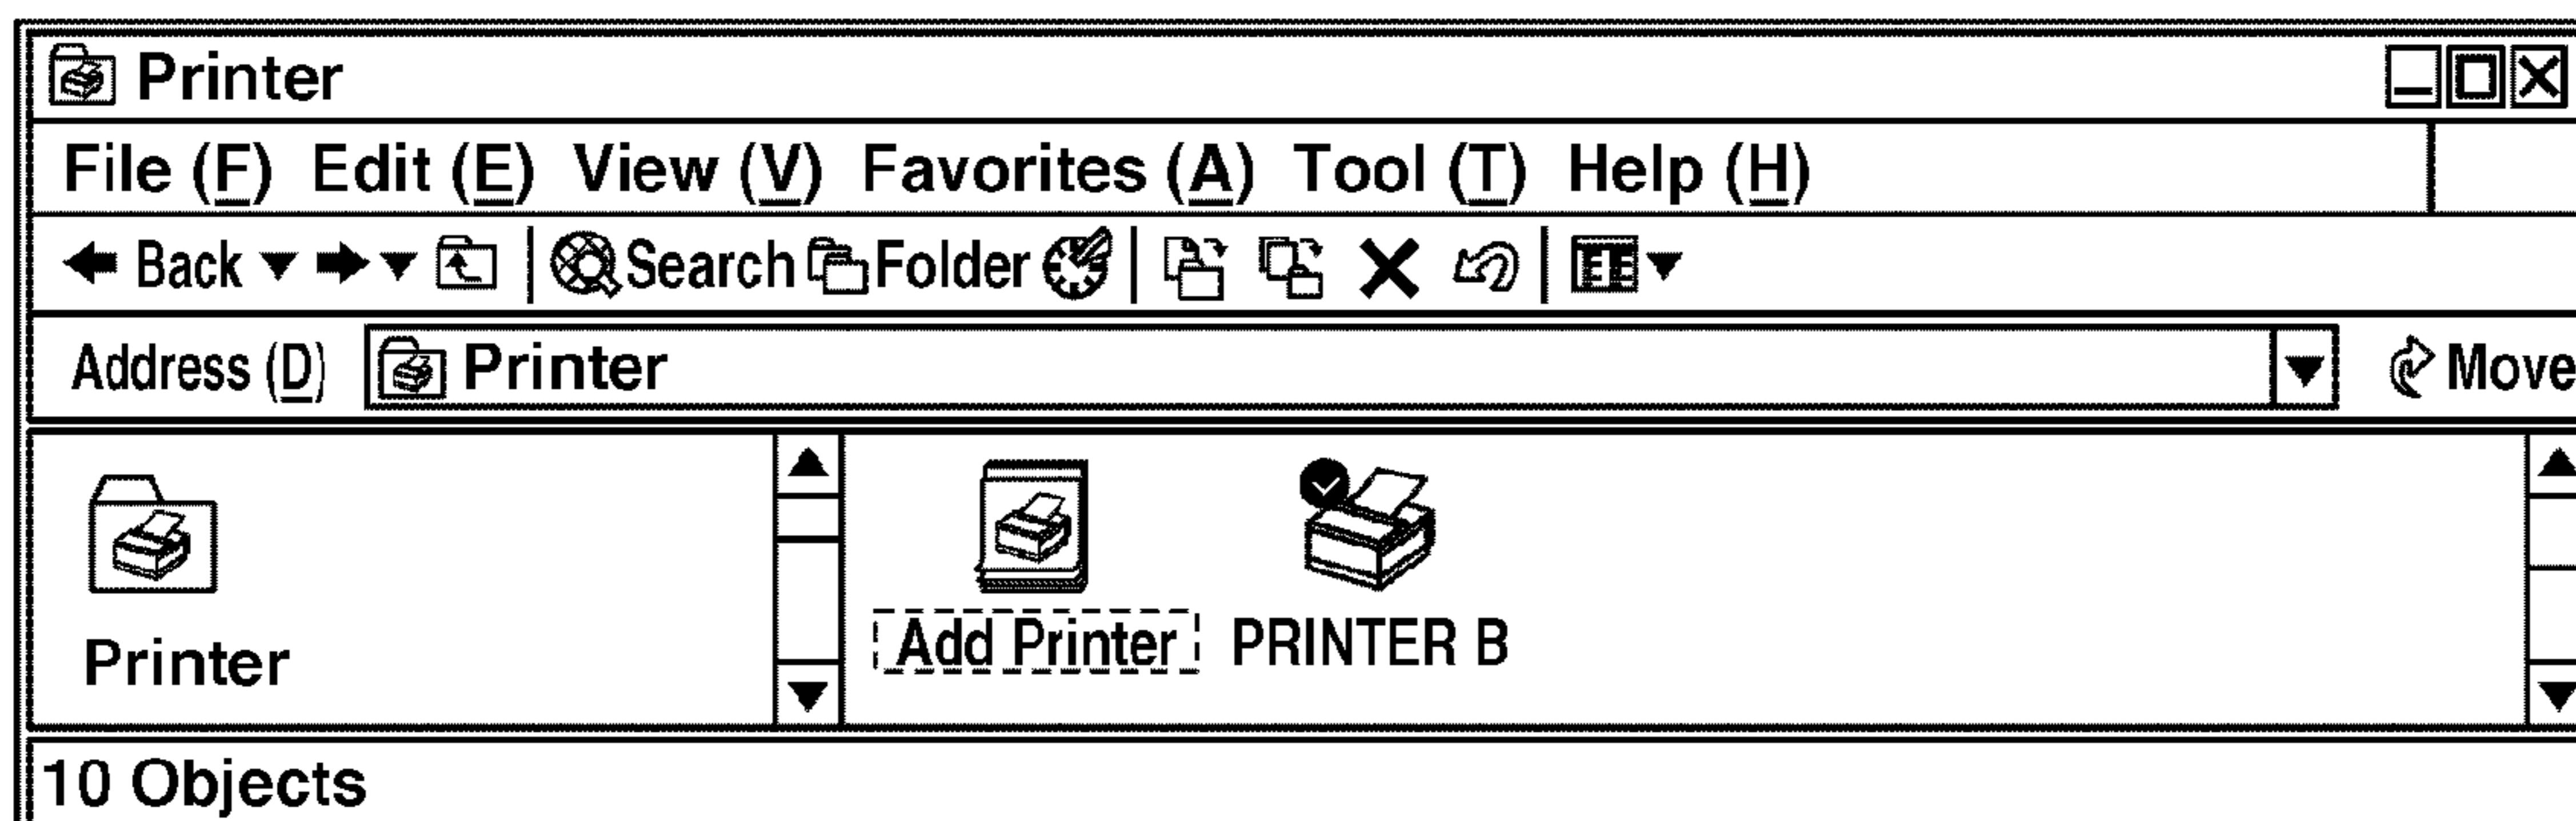 Printer
File (F) Edit (E) View (V) Favorites (A) Tool (T) Help (H)
Back Search Folder
Address (D) Printer Move
Printer
Add Printer PRINTER B
10 Objects